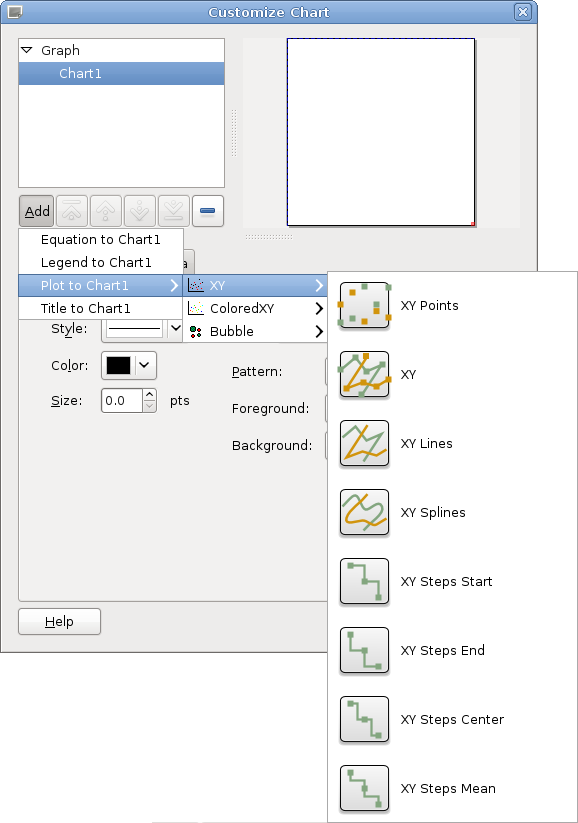 Customize Chart
Graph
Chart1
Add
Equation to Chart1
Legend to Chart1
Plot to Chart1
Title to Chart1
XY
ColoredXY
Bubble
Style:
Color:
Size:
0.0
pts
Pattern:
Foreground:
Background:
Help
XY Points
XY
XY Lines
XY Splines
XY Steps Start
XY Steps End
XY Steps Center
XY Steps Mean